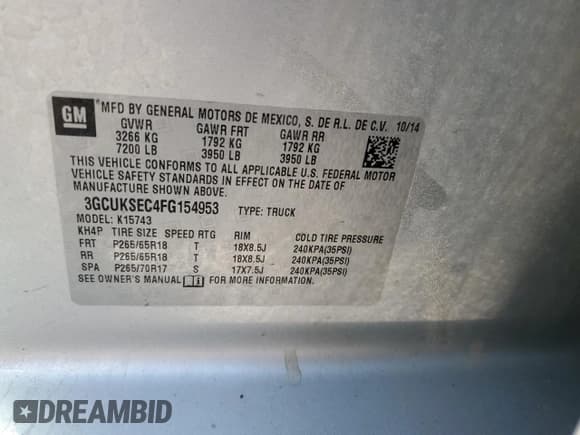 GM
® MFD BY GENERAL MOTORS DE MEXICO, S. DE R.L. DE C.V. 10/14
GVWR GAWR FRT GAWR RR
3266 KG 1792 KG 1792 KG
7200 LB 3950 LB 3950 LB
THIS VEHICLE CONFORMS TO ALL APPLICABLE U.S. FEDERAL MOTOR
VEHICLE SAFETY STANDARDS IN EFFECT ON THE DATE OF
MANUFACTURE SHOWN ABOVE.
3GCUKSEC4FG154953 TYPE: TRUCK
MODEL: K15743
KH4P TIRE SIZE SPEED RTG RIM COLD TIRE PRESSURE
FRT P265/65R18 T 18X8.5J 240KPA(35PSI)
RR P265/65R18 T 18X8.5J 240KPA(35PSI)
SPA P265/70R17 S 17X7.5J 240KPA(35PSI)
SEE OWNER'S MANUAL FOR MORE INFORMATION.
DREAMBID